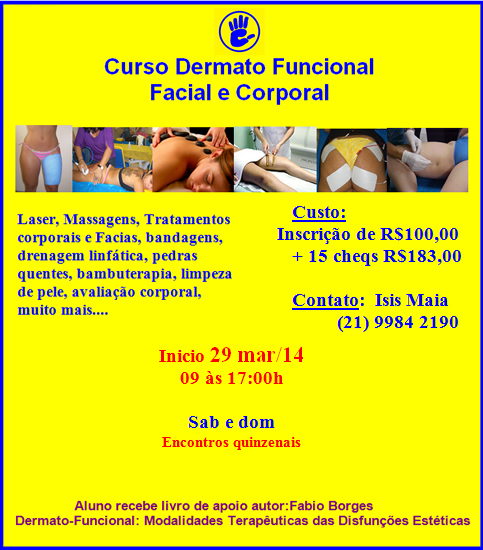 Curso Dermato Funcional
Facial e Corporal
Laser, Massagens, Tratamentos
corporais e Facias, bandagens,
drenagem linfática, pedras
quentes, bambuterapia, limpeza
de pele, avaliação corporal,
muito mais....
Custo:
Inscrição de R$100,00
+ 15 cheqs R$183,00
Contato: Isis Maia
(21) 9984 2190
Inicio 29 mar/14
09 às 17:00h
Sab e dom
Encontros quinzenais
Aluno recebe livro de apoio autor:Fabio Borges
Dermato-Funcional: Modalidades Terapêuticas das Disfunções Estéticas